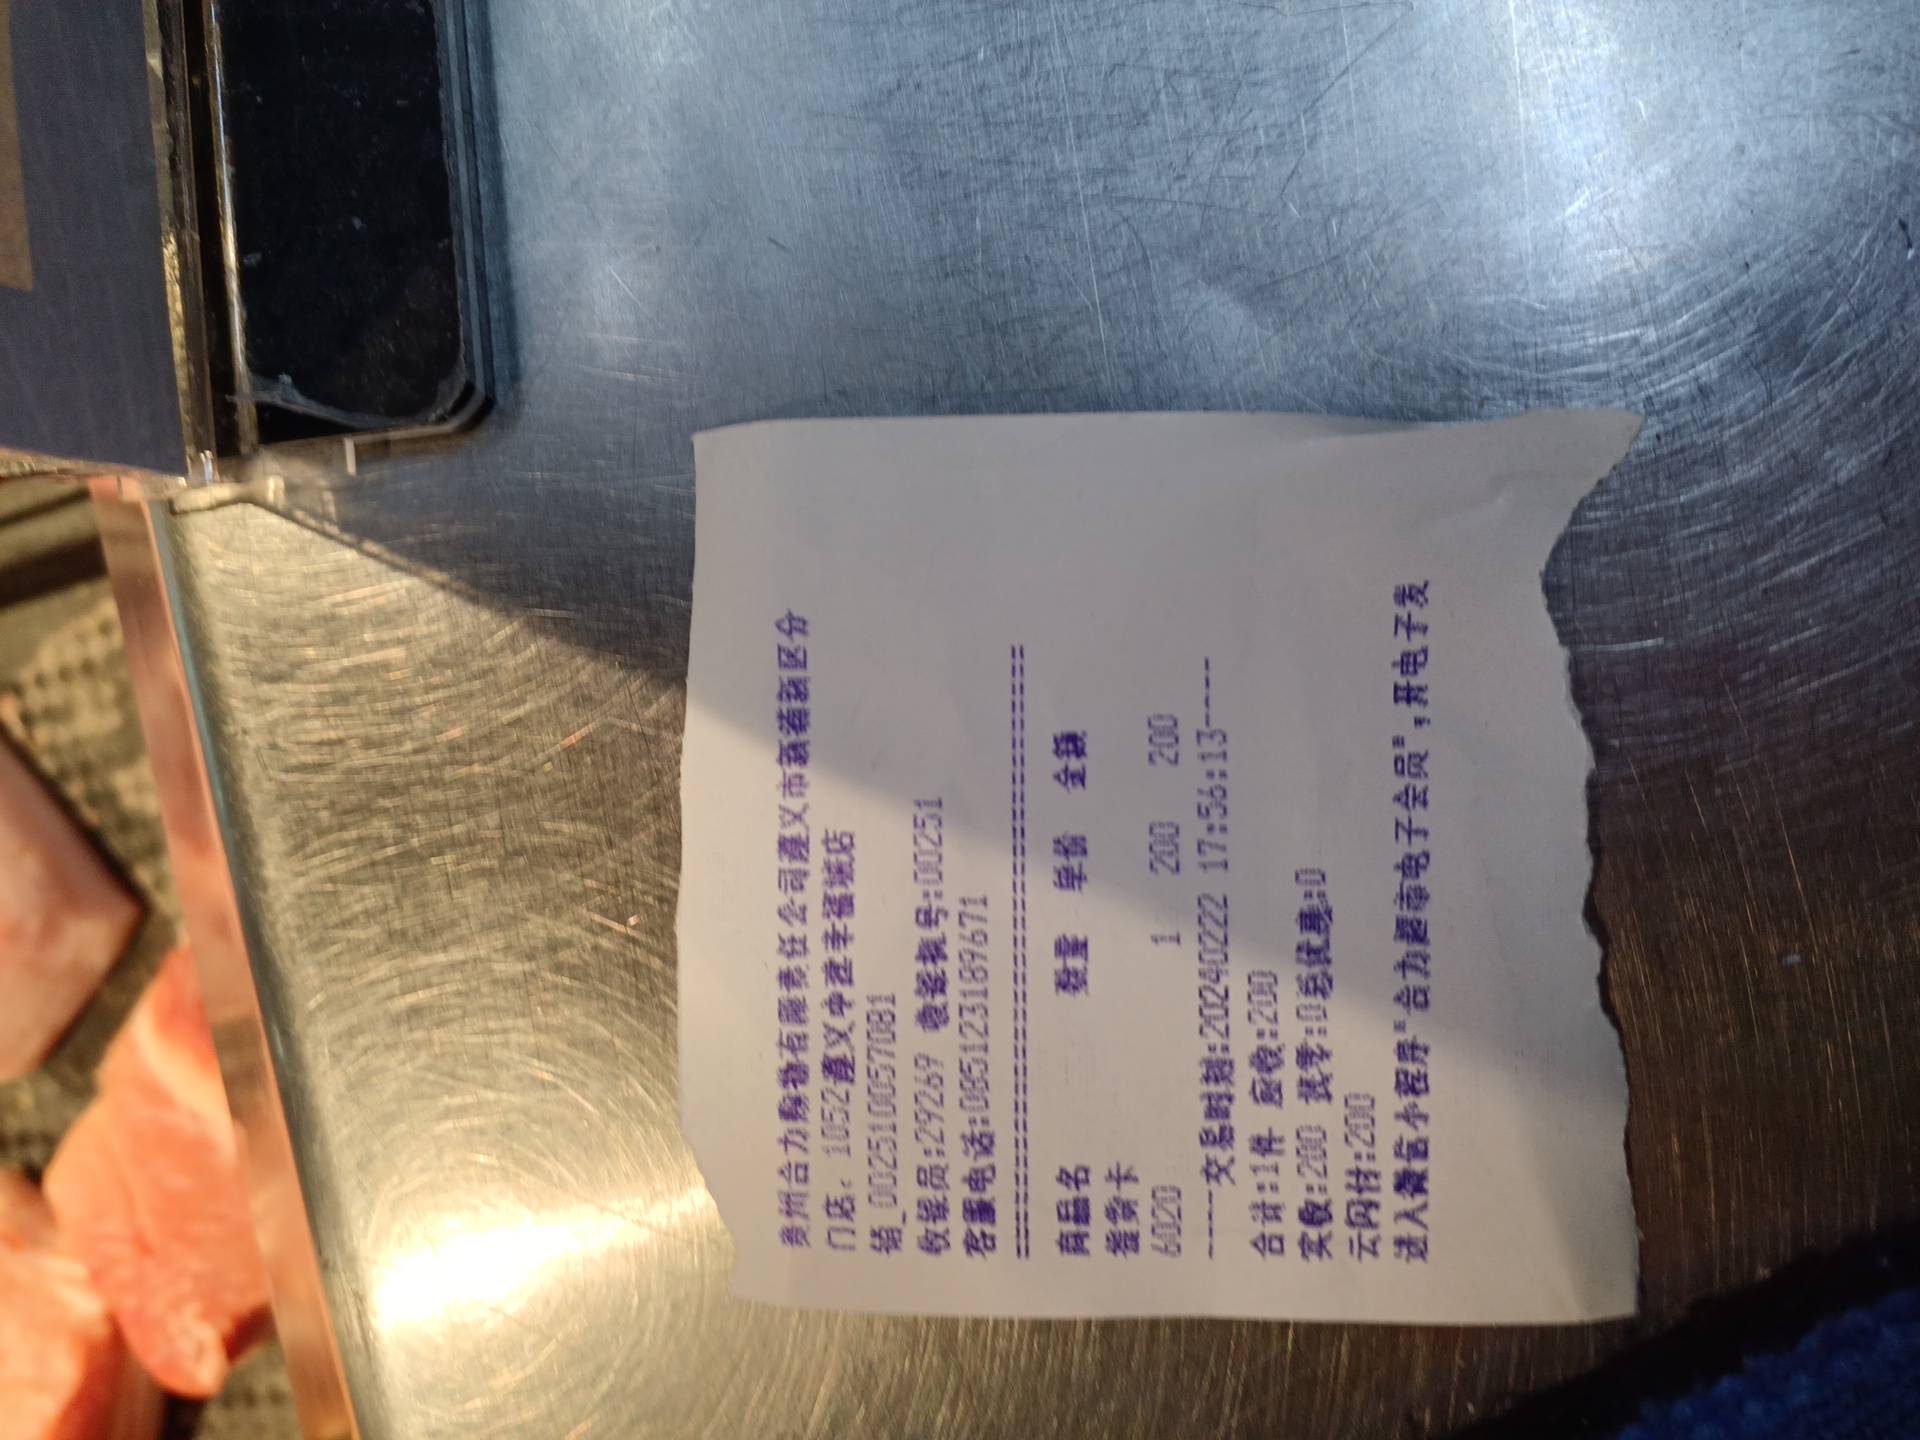 贵州合力购物有限责任公司遵义市新蒲新区分
门店: 1052遵义中建幸福城店
销_002510057081
收银员:29269 收银机号:00251
客服电话:085123189671
==========================================
商品名 数量 单价 金额
提货卡
6020 1 200 200
----交易时刻:20240222 17:56:13-----
合计:1件 应收:200
实收:200 找零:0总优惠:0
云闪付:200
进入微信小程序"合力超市电子会员",开电子发